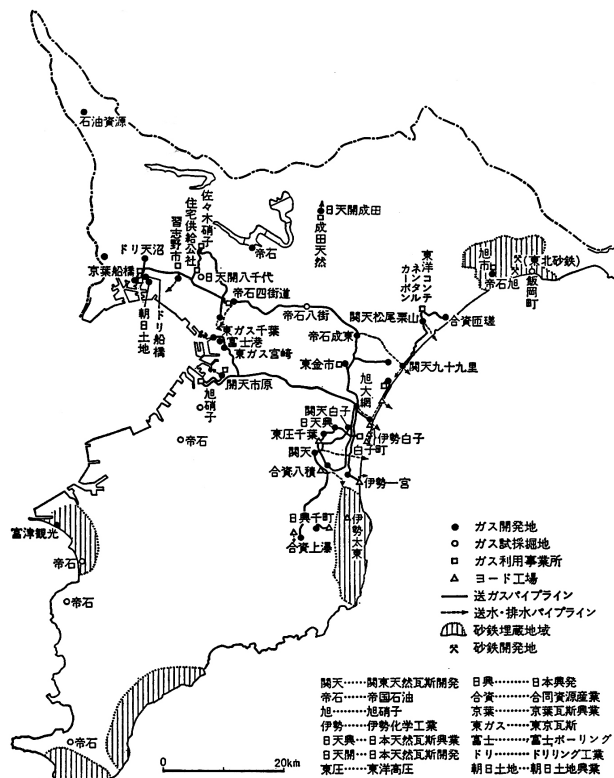 石油資源
佐々木硝子
住宅供給公社
習志野市
日天開成田
成田天然
帝石
ドリ天沼
京葉船橋
ドリ船橋
朝日土地
日天開八千代
帝石四街道
帝石八街
東洋コンチネンタルカーボン
旭市
帝石旭
(東北砂鉄)
飯岡町
関天松尾栗山
合資匝瑳
東ガス千葉
富士港
東ガス宮崎
帝石成東
東金市
関天九十九里
関天市原
旭硝子
旭大網
帝石
関天白子
日天興
東圧千葉
伊勢白子
白子町
関天
合資八積
伊勢一宮
日興千町
合資上瀑
伊勢太東
富津観光
帝石
帝石
帝石
ガス開発地
ガス試採掘地
ガス利用事業所
ヨード工場
送ガスパイプライン
送水・排水パイプライン
砂鉄埋蔵地域
砂鉄開発地
関天……関東天然瓦斯開発
帝石……帝国石油
旭……旭硝子
伊勢……伊勢化学工業
日天興…日本天然瓦斯興業
日天開…日本天然瓦斯開発
東圧……東洋高圧
日興………日本興発
合資………合同資源産業
京葉………京葉瓦斯興業
東ガス……東京瓦斯
富士………富士ボーリング
ドリ………ドリリング工業
朝日土地…朝日土地興業
0 20km